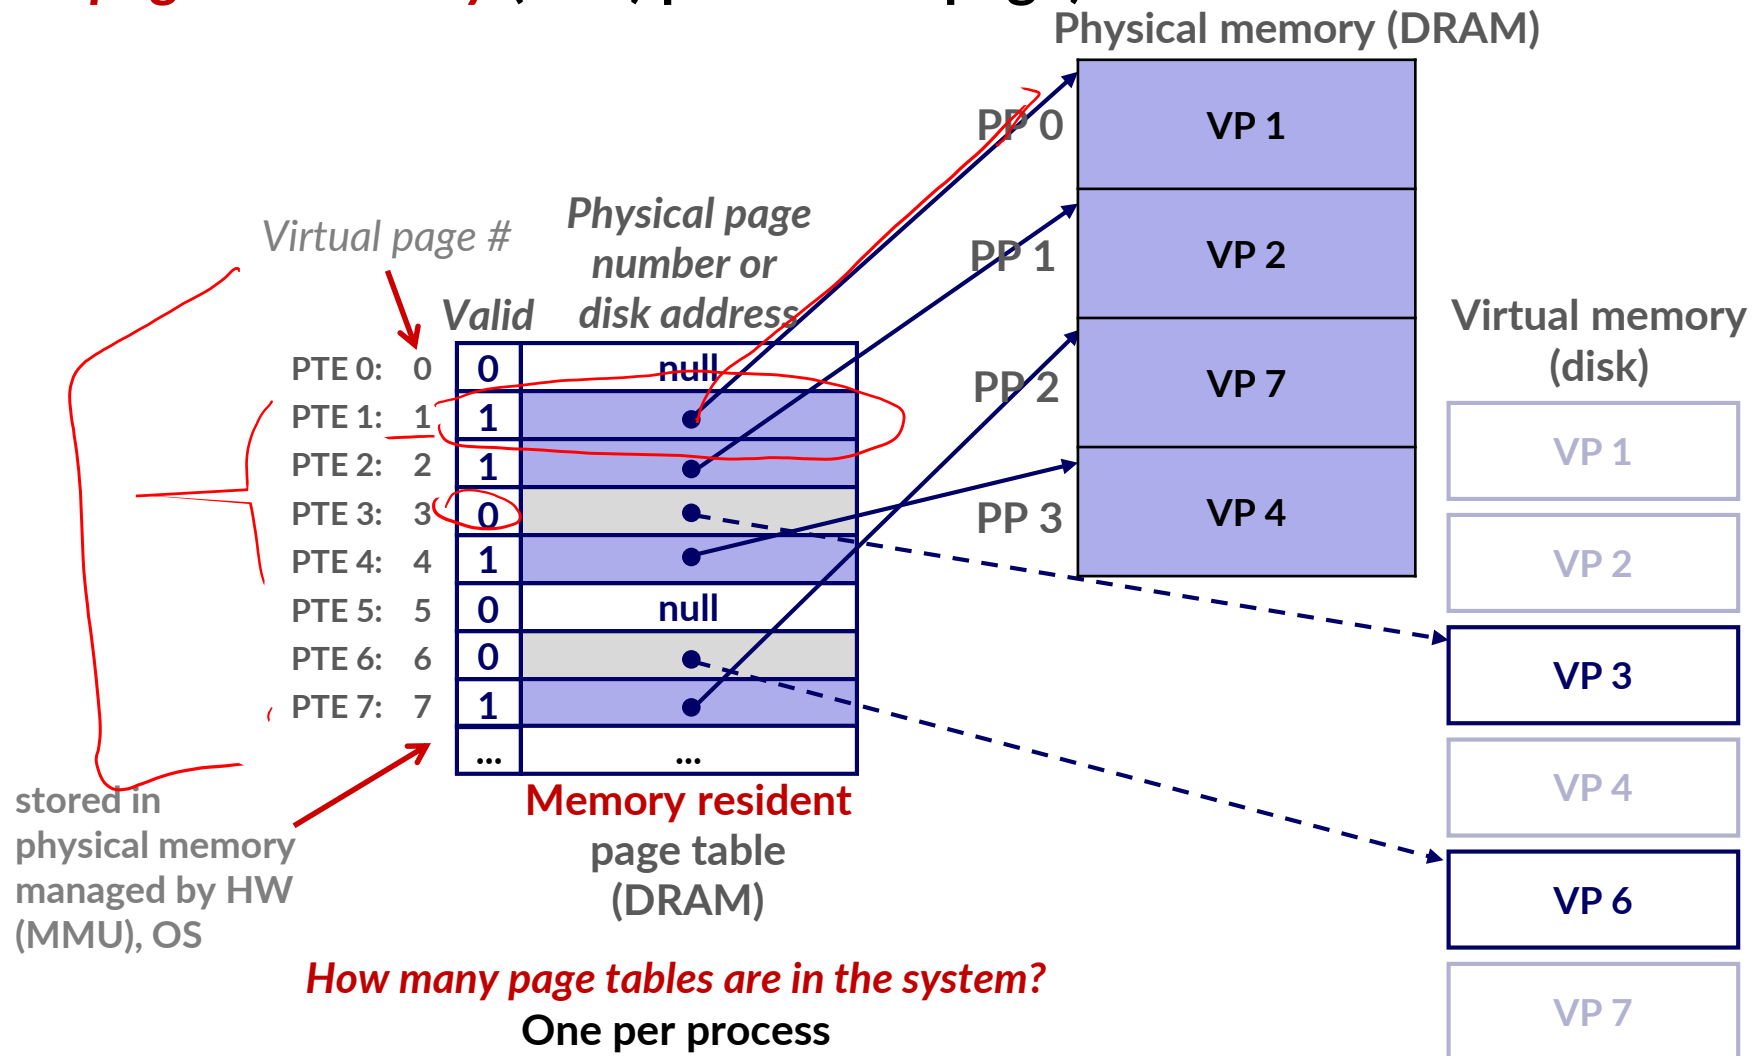 Physical memory (DRAM)
PP 0
VP 1
PP 1
VP 2
PP 2
VP 7
PP 3
VP 4
Virtual page #
Physical page
number or
disk address
Valid
PTE 0: 0 0 null
PTE 1: 1 1
PTE 2: 2 1
PTE 3: 3 0
PTE 4: 4 1
PTE 5: 5 0 null
PTE 6: 6 0
PTE 7: 7 1
... ...
Memory resident
page table
(DRAM)
stored in
physical memory
managed by HW
(MMU), OS
Virtual memory
(disk)
VP 1
VP 2
VP 3
VP 4
VP 6
VP 7
How many page tables are in the system?
One per process